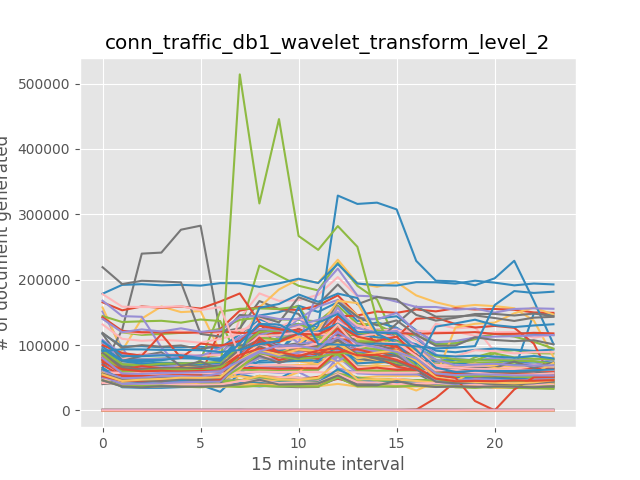 conn_traffic_db1_wavelet_transform_level_2
500000
400000
300000
200000
100000
0
# of document generated
0 5 10 15 20
15 minute interval